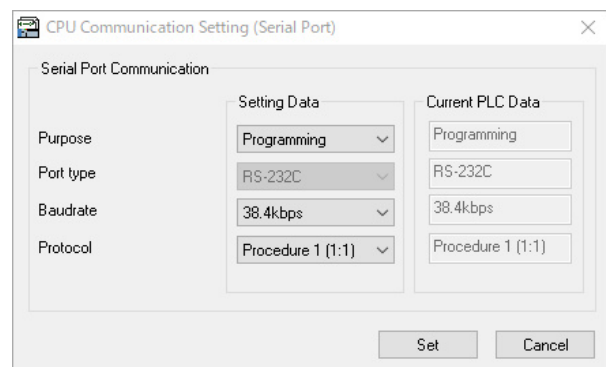 CPU Communication Setting (Serial Port)
Serial Port Communication
Setting Data Current PLC Data
Purpose Programming Programming
Port type RS-232C RS-232C
Baudrate 38.4kbps 38.4kbps
Protocol Procedure 1 (1:1) Procedure 1 (1:1)
Set Cancel